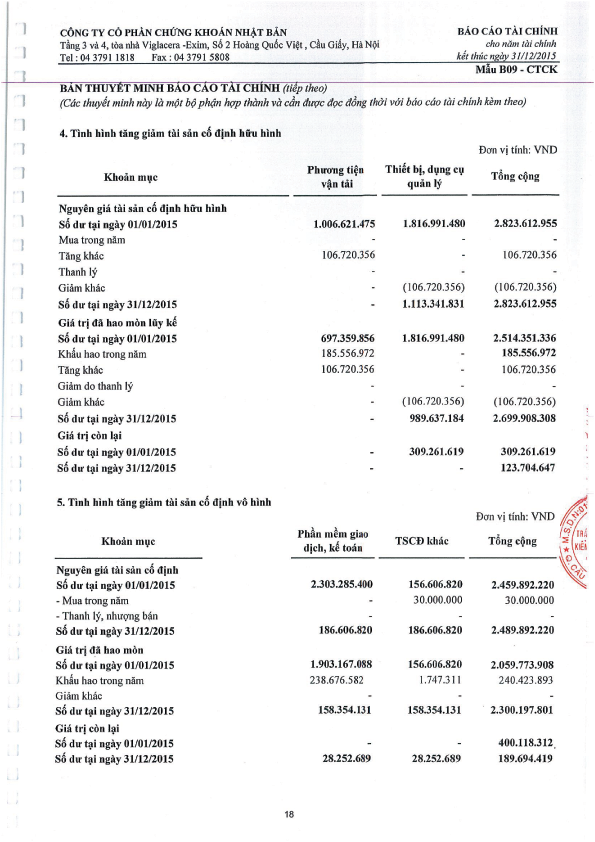 CÔNG TY CỔ PHẦN CHỨNG KHOÁN NHẬT BẢN
BÁO CÁO TÀI CHÍNH
Tầng 3 và 4, tòa nhà Viglacera -Exim, Số 2 Hoàng Quốc Việt , Cầu Giấy, Hà Nội
cho năm tài chính
Tel : 04 3791 1818 Fax : 04 3791 5808
kết thúc ngày 31/12/2015
Mẫu B09 - CTCK
BẢN THUYẾT MINH BÁO CÁO TÀI CHÍNH (tiếp theo)
(Các thuyết minh này là một bộ phận hợp thành và cần được đọc đồng thời với báo cáo tài chính kèm theo)
4. Tình hình tăng giảm tài sản cố định hữu hình
Đơn vị tính: VND
Khoản mục Phương tiện vận tải Thiết bị, dụng cụ quản lý Tổng cộng
Nguyên giá tài sản cố định hữu hình
Số dư tại ngày 01/01/2015 1.006.621.475 1.816.991.480 2.823.612.955
Mua trong năm - - -
Tăng khác 106.720.356 - 106.720.356
Thanh lý - - -
Giảm khác - (106.720.356) (106.720.356)
Số dư tại ngày 31/12/2015 - 1.113.341.831 2.823.612.955
Giá trị đã hao mòn lũy kế
Số dư tại ngày 01/01/2015 697.359.856 1.816.991.480 2.514.351.336
Khấu hao trong năm 185.556.972 - 185.556.972
Tăng khác 106.720.356 - 106.720.356
Giảm do thanh lý - - -
Giảm khác - (106.720.356) (106.720.356)
Số dư tại ngày 31/12/2015 - 989.637.184 2.699.908.308
Giá trị còn lại
Số dư tại ngày 01/01/2015 - 309.261.619 309.261.619
Số dư tại ngày 31/12/2015 - - 123.704.647
5. Tình hình tăng giảm tài sản cố định vô hình
Đơn vị tính: VND
Khoản mục Phần mềm giao dịch, kế toán TSCĐ khác Tổng cộng
Nguyên giá tài sản cố định
Số dư tại ngày 01/01/2015 2.303.285.400 156.606.820 2.459.892.220
- Mua trong năm - 30.000.000 30.000.000
- Thanh lý, nhượng bán - - -
Số dư tại ngày 31/12/2015 186.606.820 186.606.820 2.489.892.220
Giá trị đã hao mòn
Số dư tại ngày 01/01/2015 1.903.167.088 156.606.820 2.059.773.908
Khấu hao trong năm 238.676.582 1.747.311 240.423.893
Giảm khác - - -
Số dư tại ngày 31/12/2015 158.354.131 158.354.131 2.300.197.801
Giá trị còn lại
Số dư tại ngày 01/01/2015 - - 400.118.312
Số dư tại ngày 31/12/2015 28.252.689 28.252.689 189.694.419
18